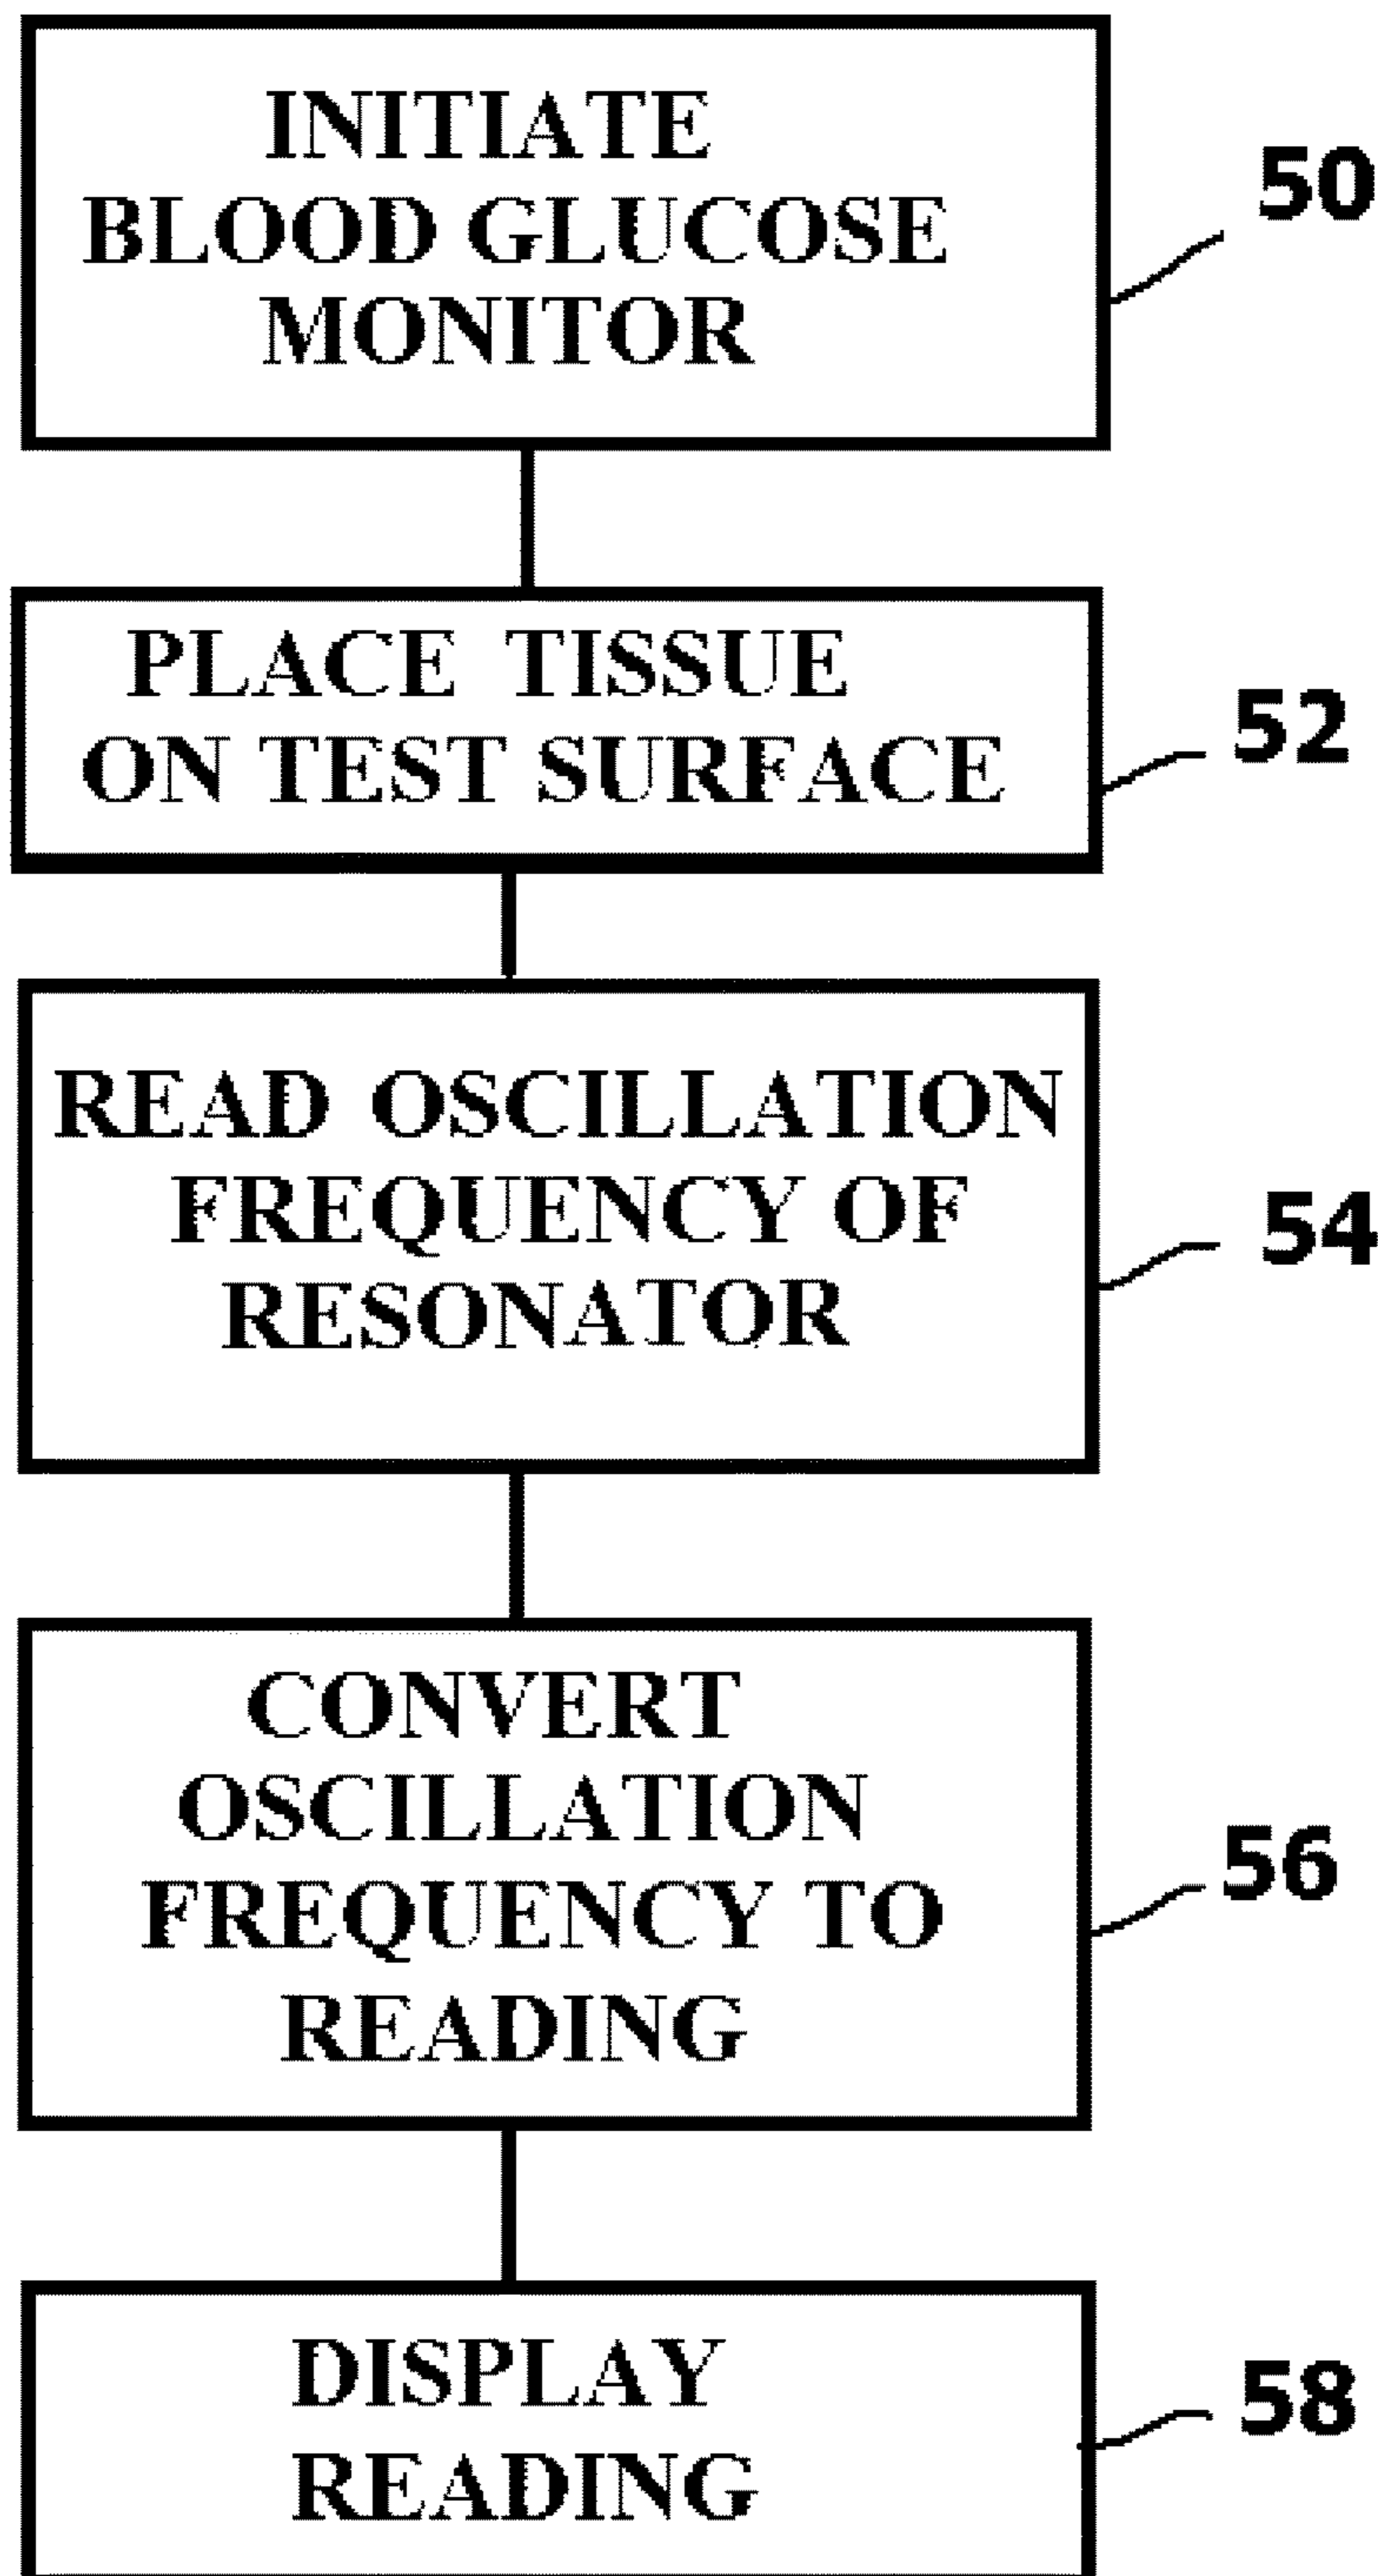 INITIATE
BLOOD GLUCOSE
MONITOR
50
PLACE TISSUE
ON TEST SURFACE
52
READ OSCILLATION
FREQUENCY OF
RESONATOR
54
CONVERT
OSCILLATION
FREQUENCY TO
READING
56
DISPLAY
READING
58